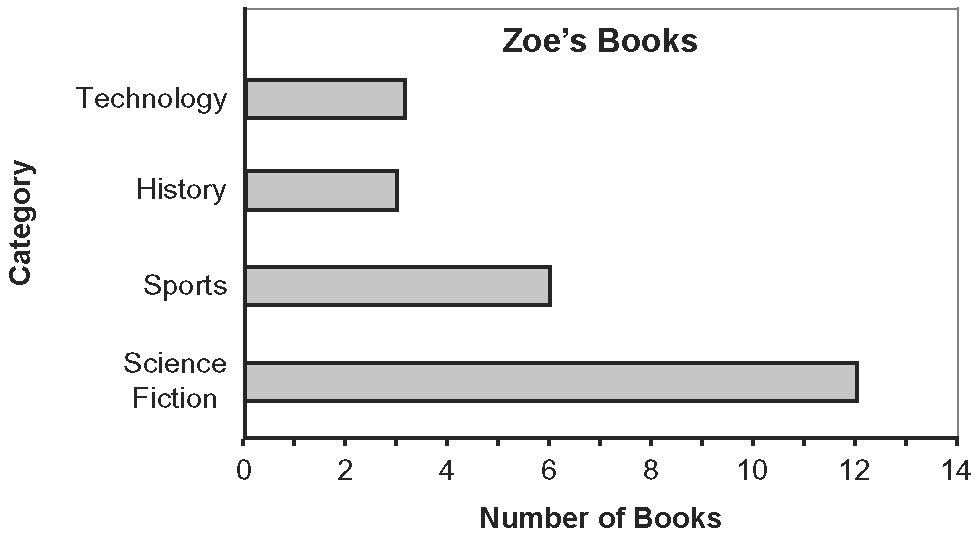 Zoe's Books
Category
Technology
History
Sports
Science
Fiction
0 2 4 6 8 10 12 14
Number of Books